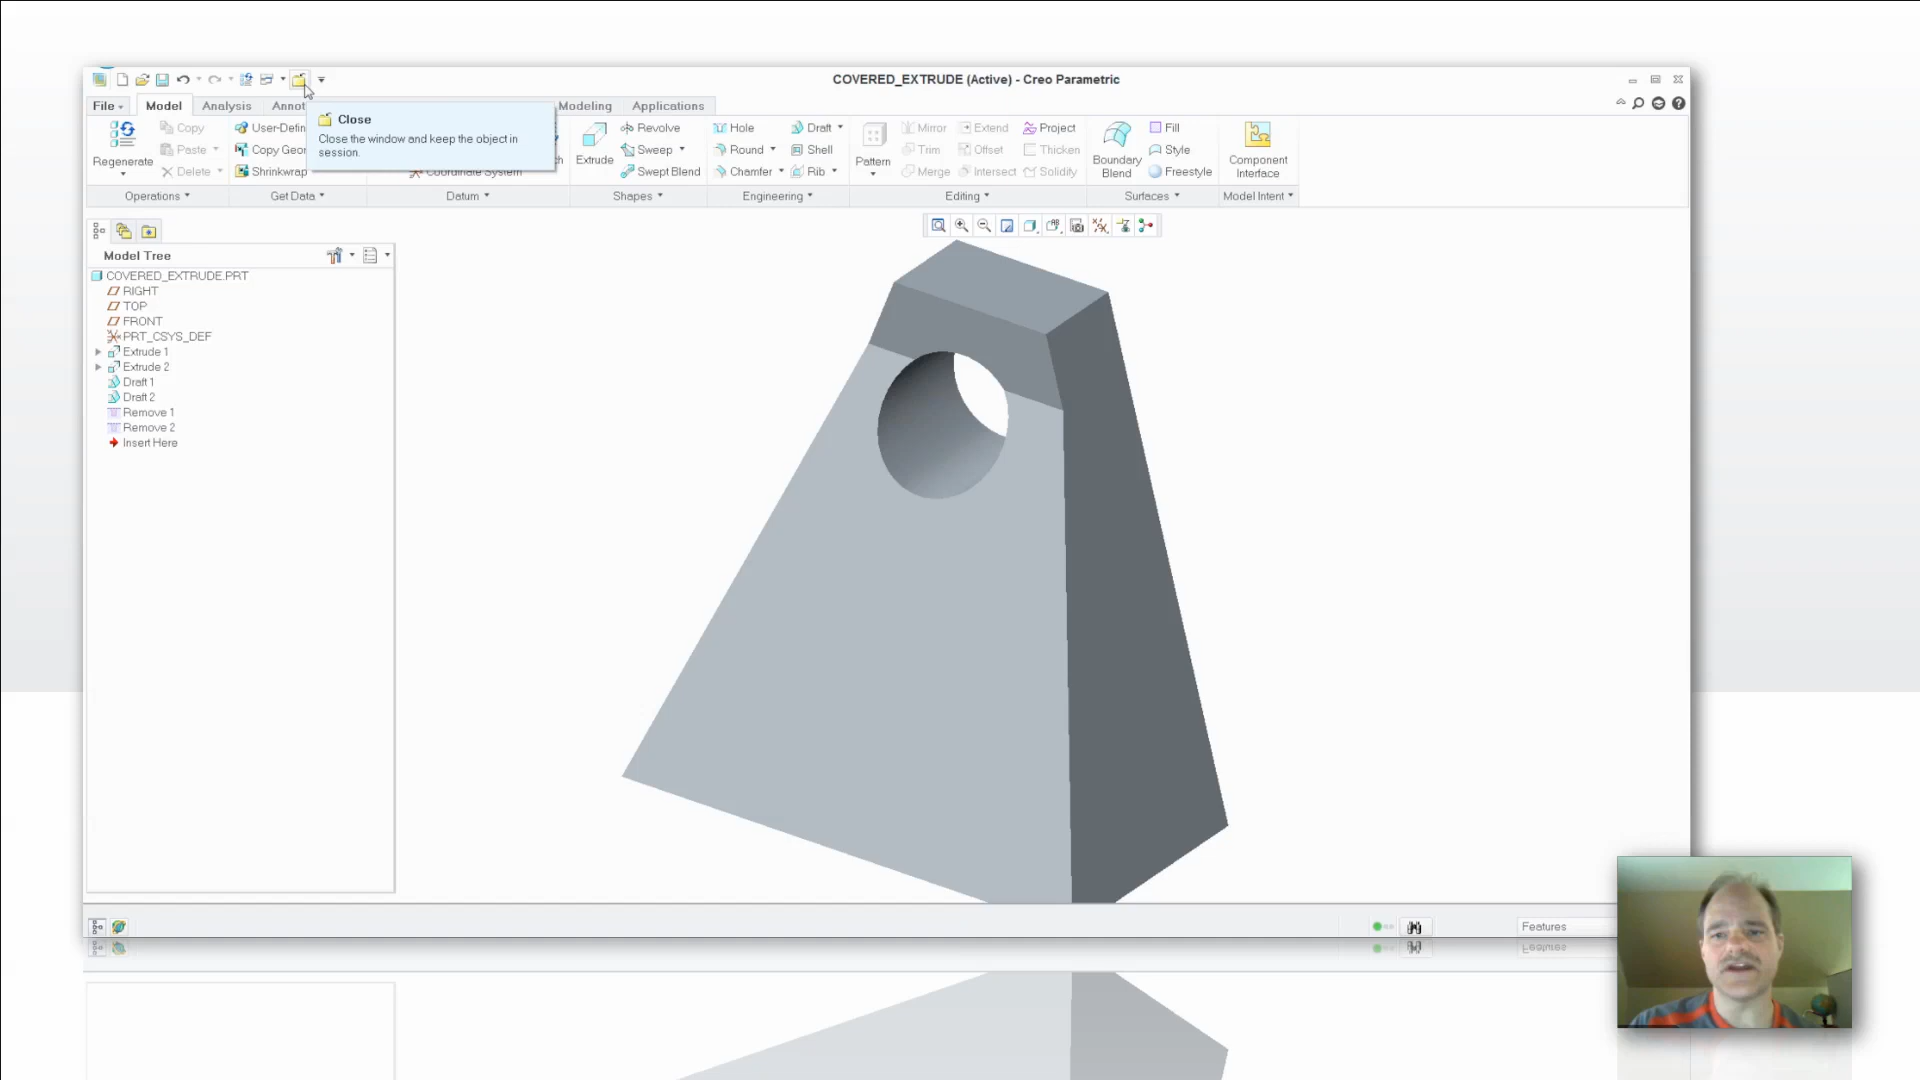 COVERED_EXTRUDE (Active) - Creo Parametric
File Model Analysis Annot Modeling Applications
Close
Close the window and keep the object in
session.
Regenerate
Copy
Paste
Delete
Operations
User-Defin
Copy Geor
Shrinkwrap
Get Data
Coordinate System
Datum
Extrude
Revolve
Sweep
Swept Blend
Shapes
Hole
Round
Chamfer
Draft
Shell
Rib
Engineering
Pattern
Mirror
Trim
Merge
Extend
Offset
Intersect
Project
Thicken
Solidify
Editing
Boundary
Blend
Fill
Style
Freestyle
Surfaces
Component
Interface
Model Intent
Model Tree
COVERED_EXTRUDE.PRT
RIGHT
TOP
FRONT
PRT_CSYS_DEF
Extrude 1
Extrude 2
Draft 1
Draft 2
Remove 1
Remove 2
Insert Here
Features